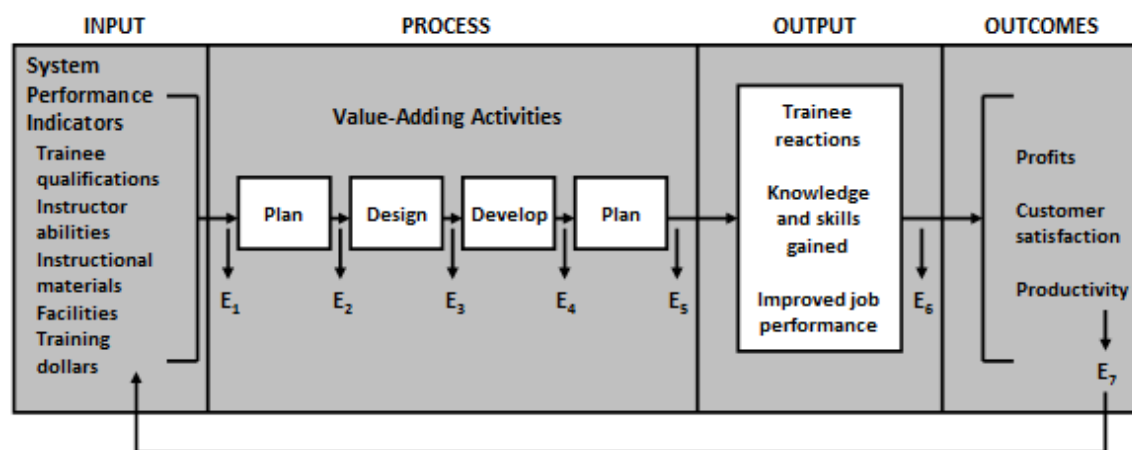 INPUT
PROCESS
OUTPUT
OUTCOMES
System
Performance
Indicators
Trainee
qualifications
Instructor
abilities
Instructional
materials
Facilities
Training
dollars
Value-Adding Activities
Plan
Design
Develop
Plan
E1
E2
E3
E4
E5
Trainee
reactions
Knowledge
and skills
gained
Improved job
performance
E6
Profits
Customer
satisfaction
Productivity
E7